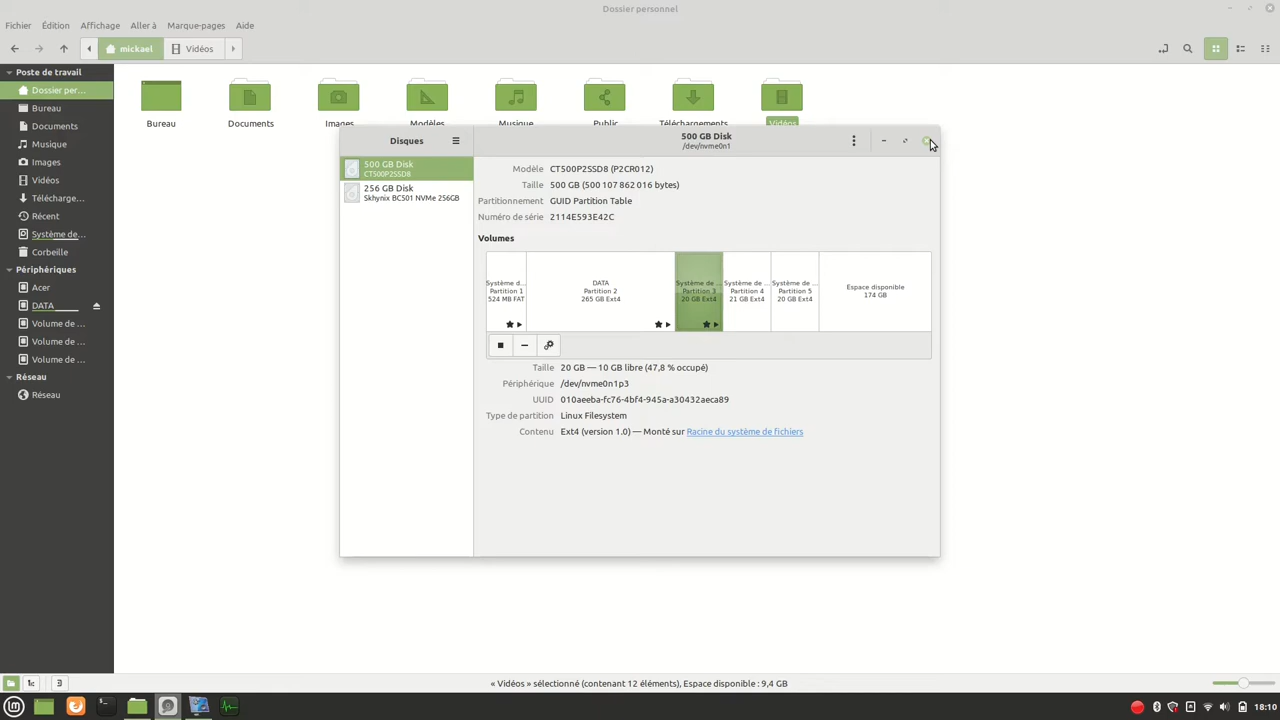 Dossier personnel
Fichier Édition Affichage Aller à Marque-pages Aide
mickael Vidéos
Poste de travail
Dossier per...
Bureau
Documents
Musique
Images
Vidéos
Télécharge...
Récent
Système de...
Corbeille
Périphériques
Acer
DATA
Volume de ...
Volume de ...
Volume de ...
Réseau
Réseau
Bureau Documents Images Modèles Musique Public Téléchargements Vidéos
Disques
500 GB Disk
CT500P2SSD8
256 GB Disk
Skhynix BC501 NVMe 256GB
500 GB Disk
/dev/nvme0n1
Modèle CT500P2SSD8 (P2CR012)
Taille 500 GB (500 107 862 016 bytes)
Partitionnement GUID Partition Table
Numéro de série 2114E593E42C
Volumes
Système d...
Partition 1
524 MB FAT
DATA
Partition 2
265 GB Ext4
Système de ...
Partition 3
20 GB Ext4
Système de ...
Partition 4
21 GB Ext4
Système de ...
Partition 5
20 GB Ext4
Espace disponible
174 GB
Taille 20 GB — 10 GB libre (47,8 % occupé)
Périphérique /dev/nvme0n1p3
UUID 010aeeba-fc76-4bf4-945a-a30432aeca89
Type de partition Linux Filesystem
Contenu Ext4 (version 1.0) — Monté sur Racine du système de fichiers
« Vidéos » sélectionné (contenant 12 éléments), Espace disponible : 9,4 GB
18:10